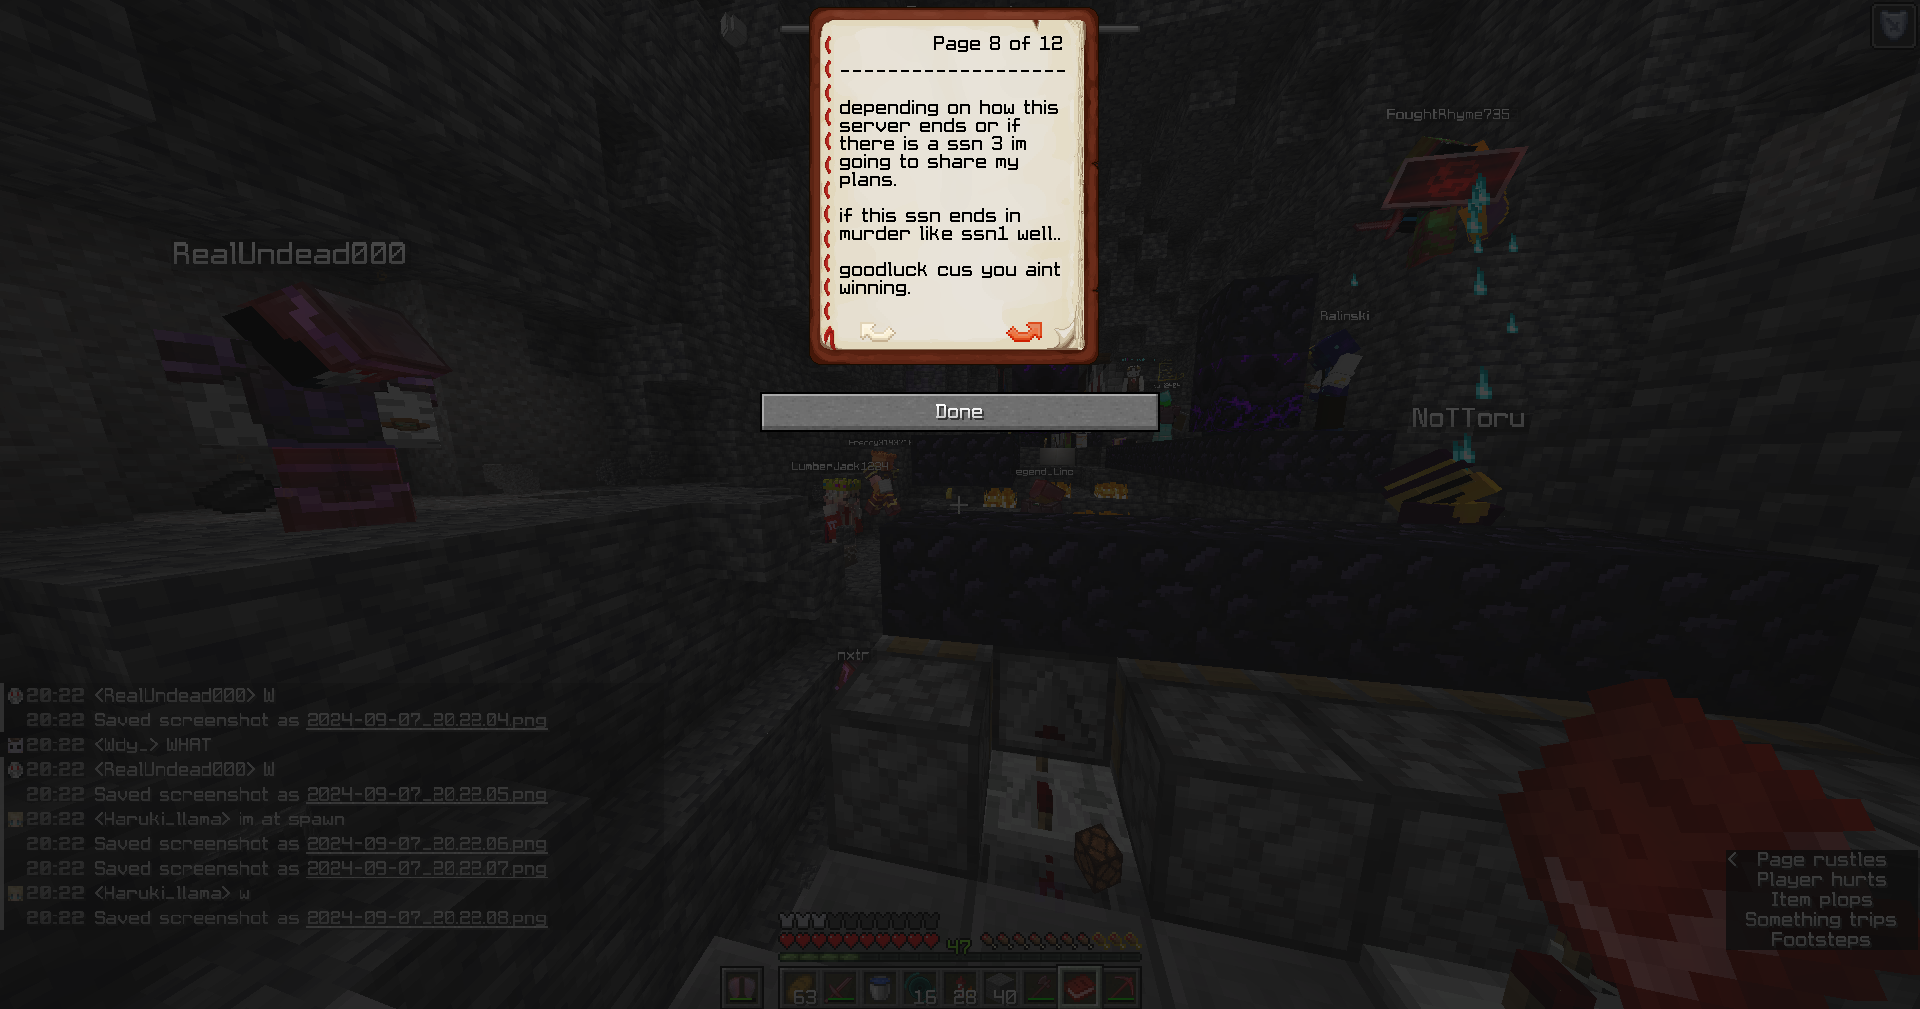 Page 8 of 12
-------------------
depending on how this
server ends or if
there is a ssn 3 im
going to share my
plans.
if this ssn ends in
murder like ssn1 well..
goodluck cus you aint
winning.
Done
FoughtRhyme735
RealUndead000
Ralinski
NoTToru
LumberJack1234
egend_Linc
nxtr
20:22 <RealUndead000> W
20:22 Saved screenshot as 2024-09-07_20.22.04.png
20:22 <Wdy_> WHAT
20:22 <RealUndead000> W
20:22 Saved screenshot as 2024-09-07_20.22.05.png
20:22 <Haruki_llama> im at spawn
20:22 Saved screenshot as 2024-09-07_20.22.06.png
20:22 Saved screenshot as 2024-09-07_20.22.07.png
20:22 <Haruki_llama> w
20:22 Saved screenshot as 2024-09-07_20.22.08.png
< Page rustles
Player hurts
Item plops
Something trips
Footsteps
47
63 16 28 40